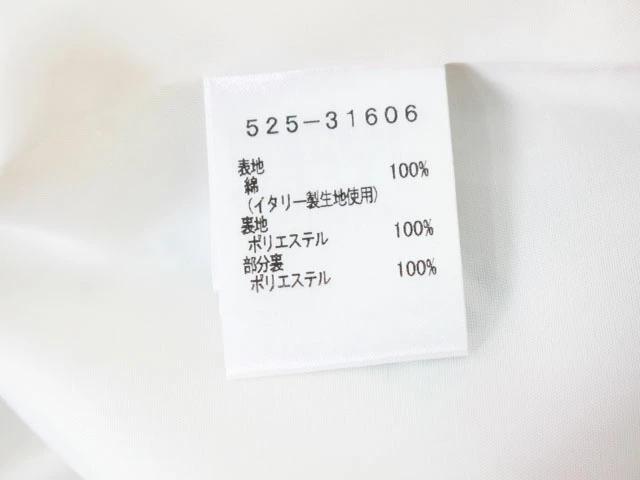 525-31606
表地
綿 100%
(イタリー製生地使用)
裏地
ポリエステル 100%
部分裏
ポリエステル 100%